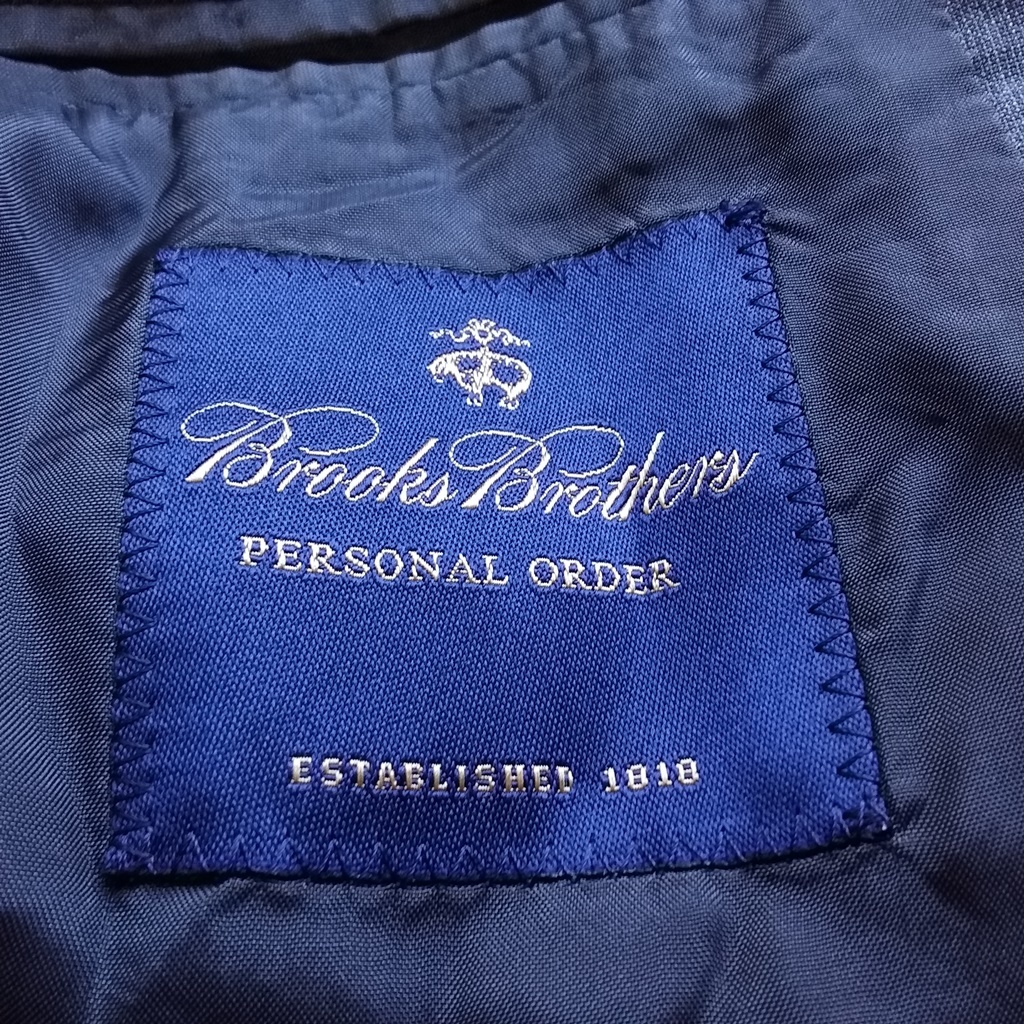 Brooks Brothers
PERSONAL ORDER
ESTABLISHED 1818